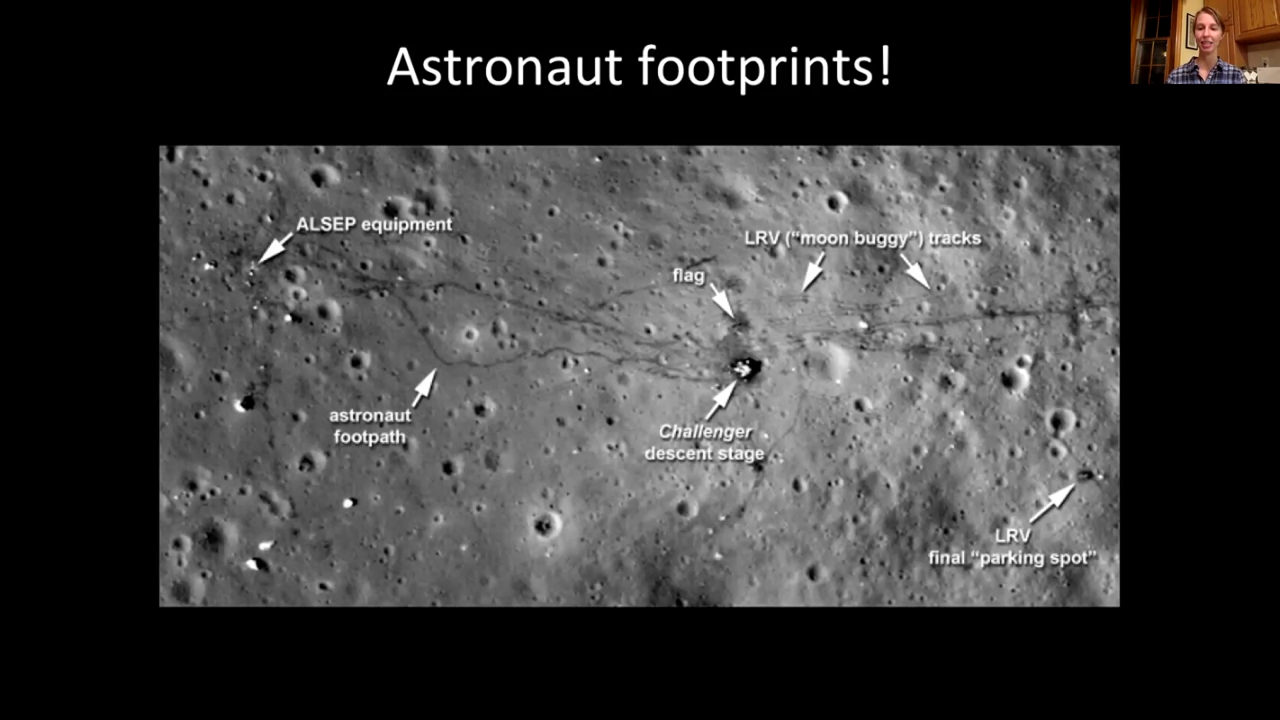 Astronaut footprints!
ALSEP equipment
LRV ("moon buggy") tracks
flag
astronaut
footpath
Challenger
descent stage
LRV
final "parking spot"